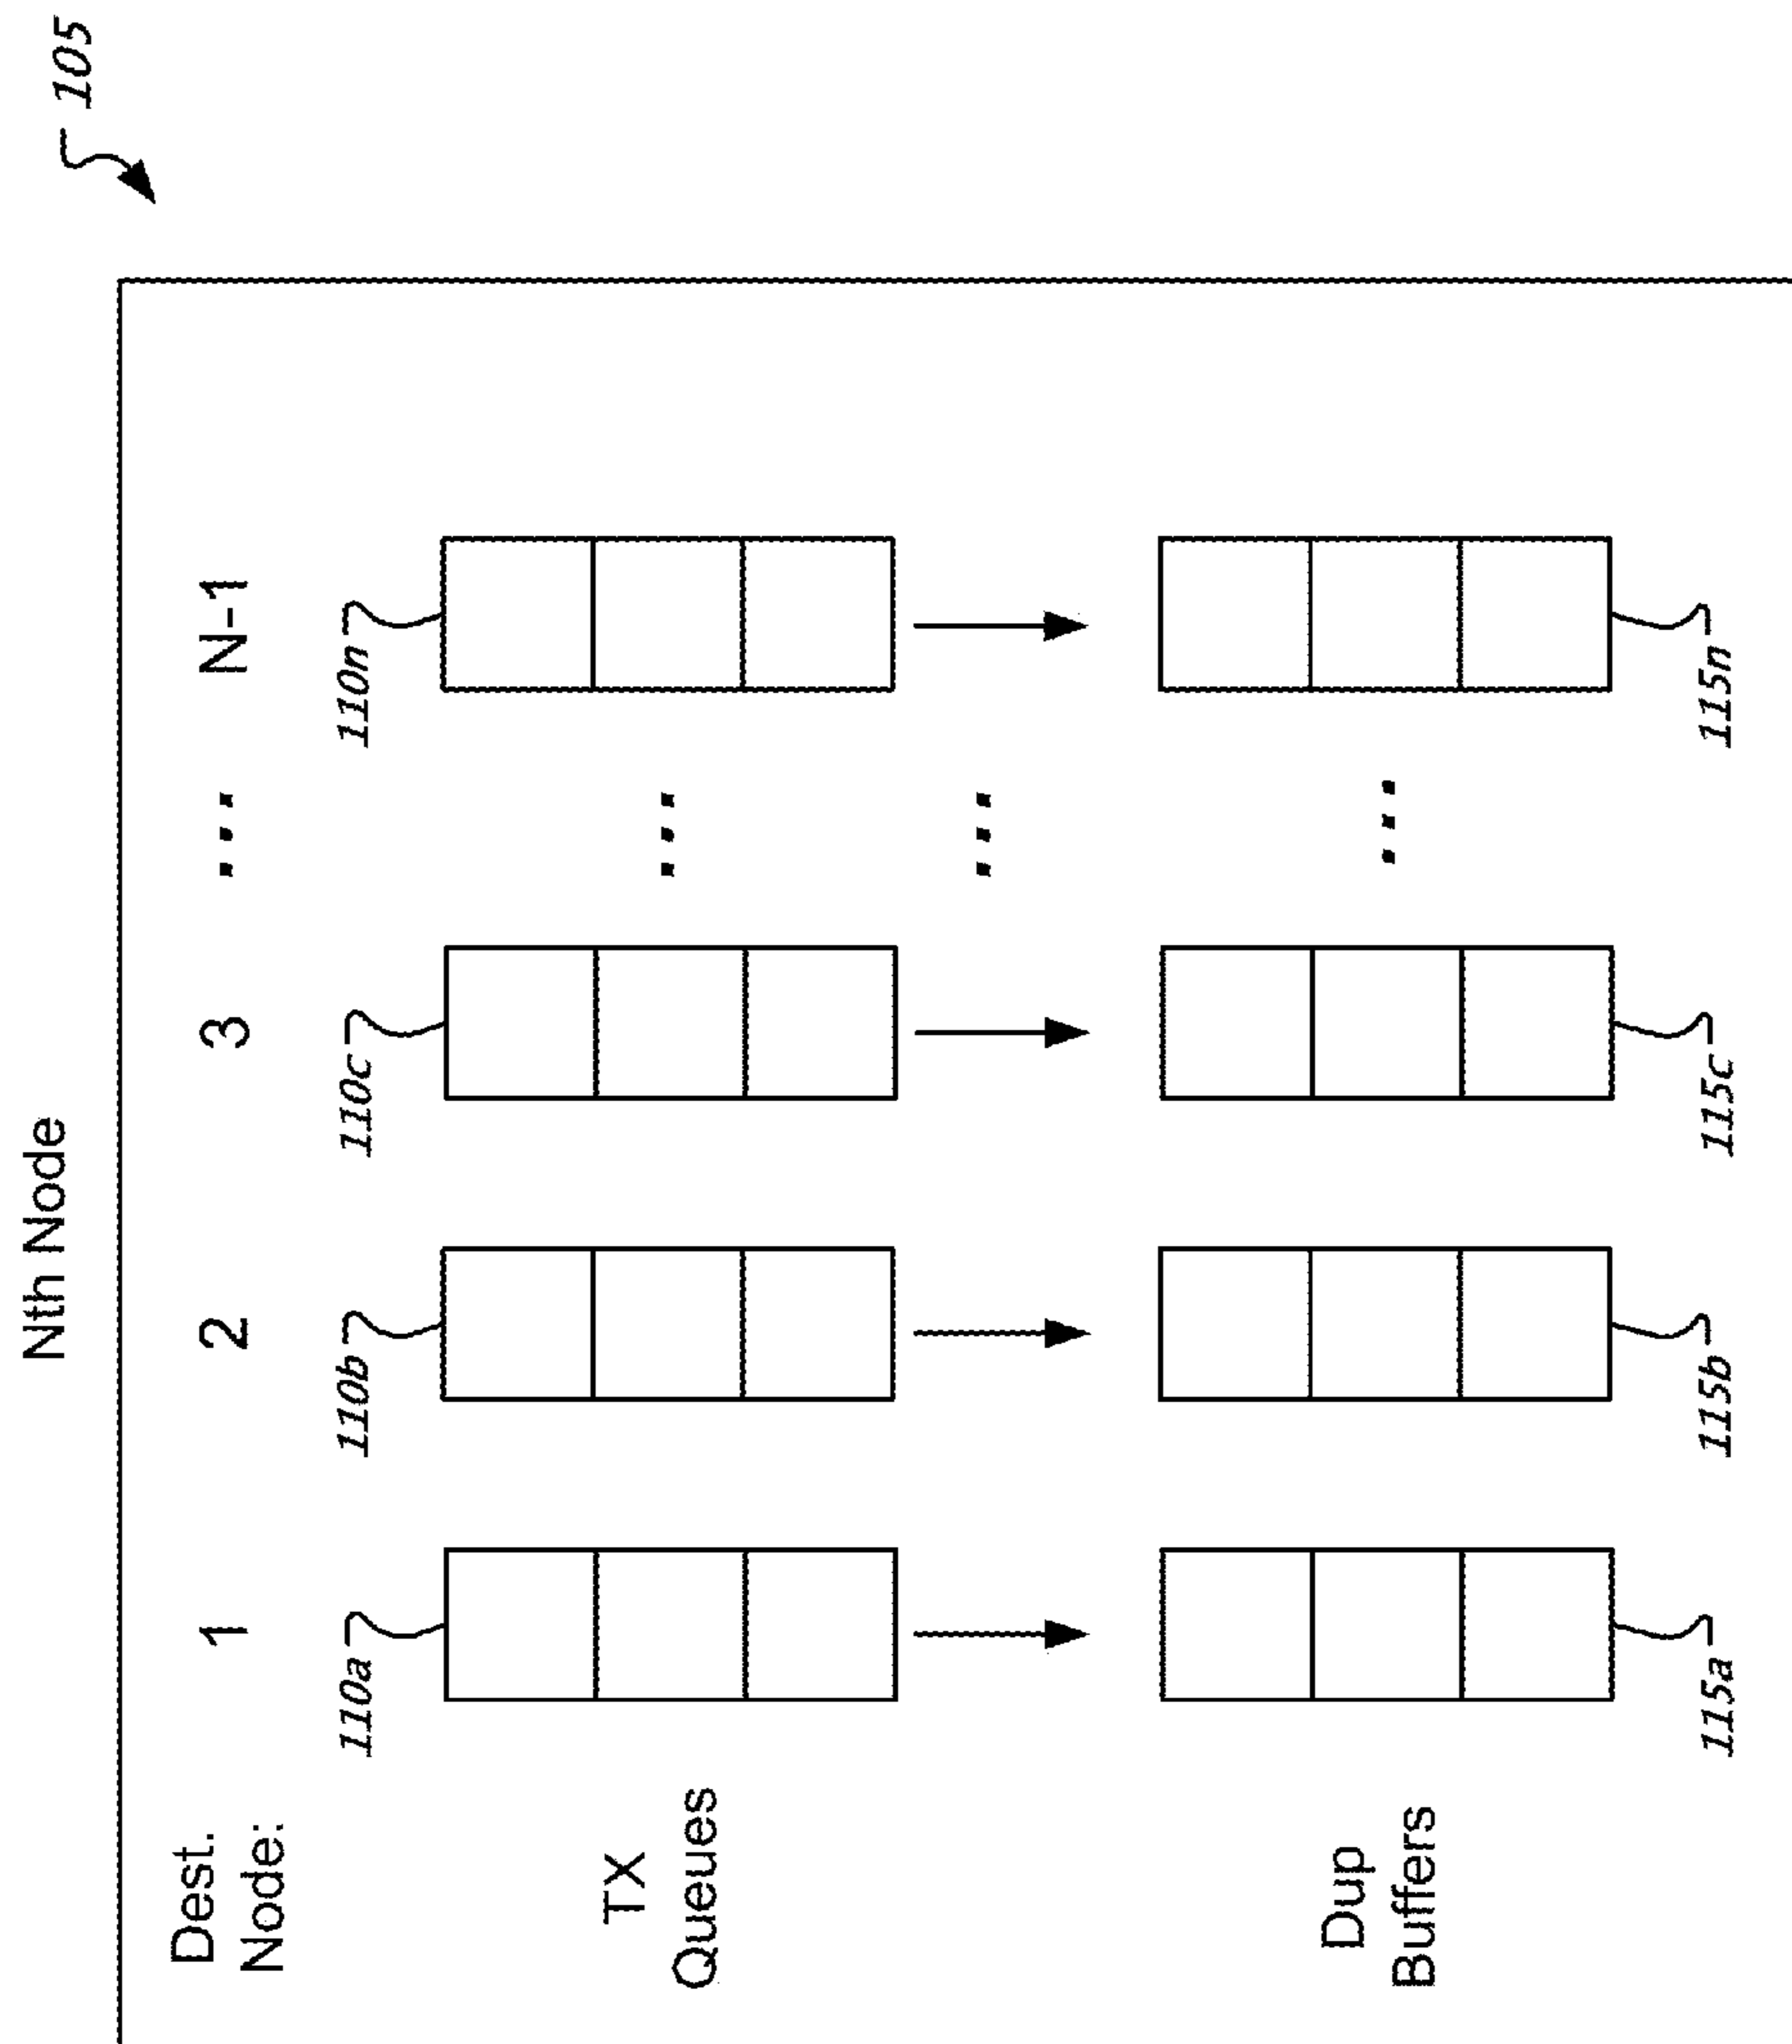 Nth Node
105
Dest.
Node:
1 2 3 ... N-1
110a 110b 110c 110n
TX
Queues
...
...
Dup
Buffers
...
115a 115b 115c 115n